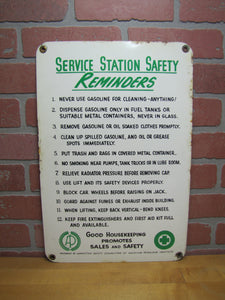 SERVICE STATION SAFETY
REMINDERS
1. NEVER USE GASOLINE FOR CLEANING-ANYTHING!
2. DISPENSE GASOLINE ONLY IN FUEL TANKS OR
SUITABLE METAL CONTAINERS, NEVER IN GLASS.
3. REMOVE GASOLINE OR OIL SOAKED CLOTHES PROMPTLY.
4. CLEAN UP SPILLED GASOLINE, AND OIL OR GREASE
SPOTS IMMEDIATELY.
5. PUT TRASH AND RAGS IN COVERED METAL CONTAINER.
6. NO SMOKING NEAR PUMPS, TANK TRUCKS OR IN LUBE ROOM.
7. RELIEVE RADIATOR PRESSURE BEFORE REMOVING CAP.
8. USE LIFT AND ITS SAFETY DEVICES PROPERLY.
9. BLOCK CAR WHEELS BEFORE RAISING ON JACK.
10. GUARD AGAINST FUMES OR EXHAUST INSIDE BUILDING.
11. WHEN LIFTING, KEEP BACK VERTICAL-BEND KNEES.
12. KEEP FIRE EXTINGUISHERS AND FIRST AID KIT FULL
AND AVAILABLE.
GOOD HOUSEKEEPING
PROMOTES
SALES AND SAFETY